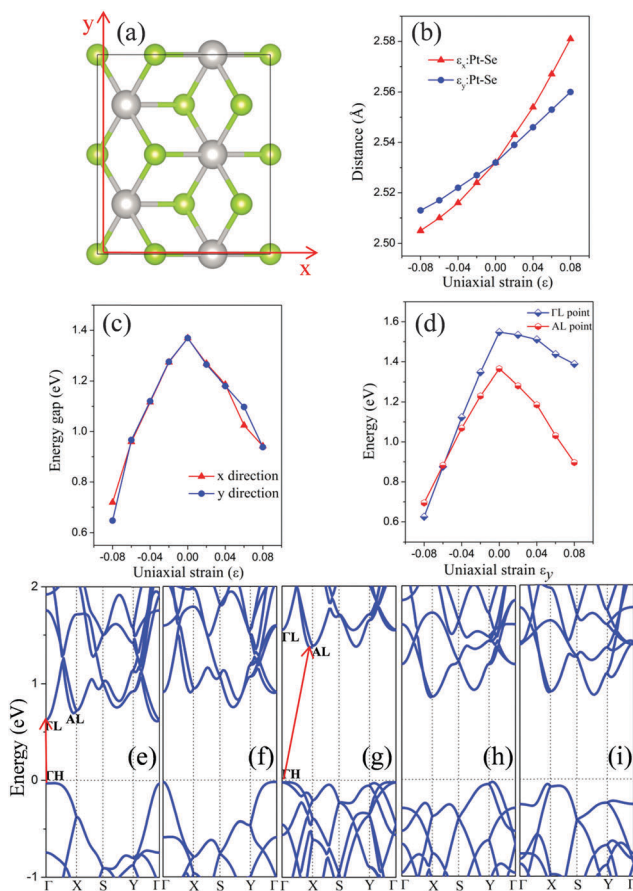 y
(a)
x
(b)
εx:Pt-Se
εy:Pt-Se
Distance (Å)
2.58
2.56
2.54
2.52
2.50
-0.08 -0.04 0.00 0.04 0.08
Uniaxial strain (ε)
(c)
Energy gap (eV)
1.4
1.2
1.0
0.8
0.6
x direction
y direction
-0.08 -0.04 0.00 0.04 0.08
Uniaxial strain (ε)
(d)
ΓL point
AL point
Energy (eV)
1.6
1.4
1.2
1.0
0.8
0.6
-0.08 -0.04 0.00 0.04 0.08
Uniaxial strain εy
Energy (eV)
2
1
0
-1
ΓL
AL
ΓH
(e)
Γ X S Y Γ
(f)
Γ X S Y Γ
ΓL
AL
ΓH
(g)
Γ X S Y Γ
(h)
Γ X S Y Γ
(i)
Γ X S Y Γ